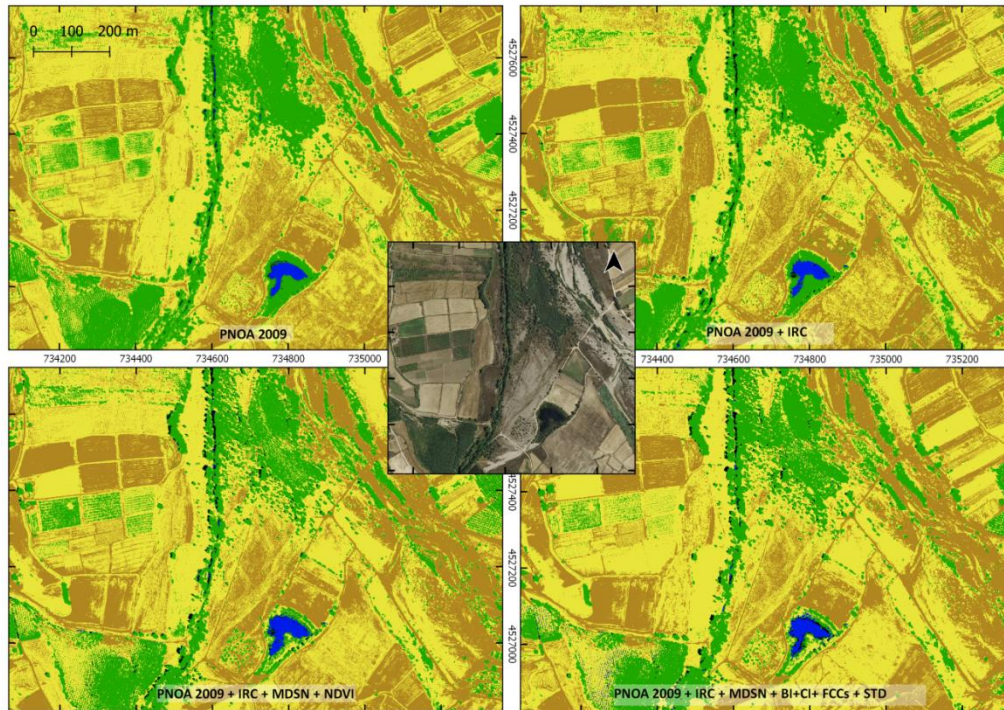 0 100 200 m
4527600
4527400
4527200
PNOA 2009
PNOA 2009 + IRC
734200 734400 734600 734800 735000
734400 734600 734800 735000 735200
4527400
4527200
4527000
PNOA 2009 + IRC + MDSN + NDVI
PNOA 2009 + IRC + MDSN + BI+CI+ FCCs + STD